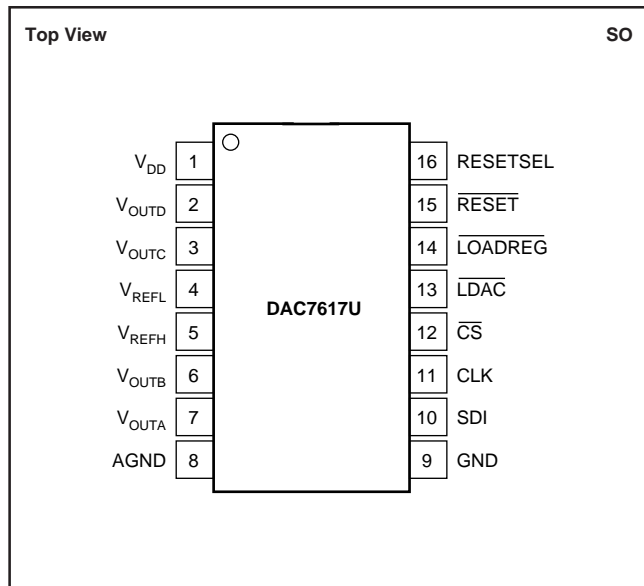 Top View SO
V_DD 1 16 RESETSEL
V_OUTD 2 15 RESET
V_OUTC 3 14 LOADREG
V_REFL 4 13 LDAC
DAC7617U
V_REFH 5 12 CS
V_OUTB 6 11 CLK
V_OUTA 7 10 SDI
AGND 8 9 GND